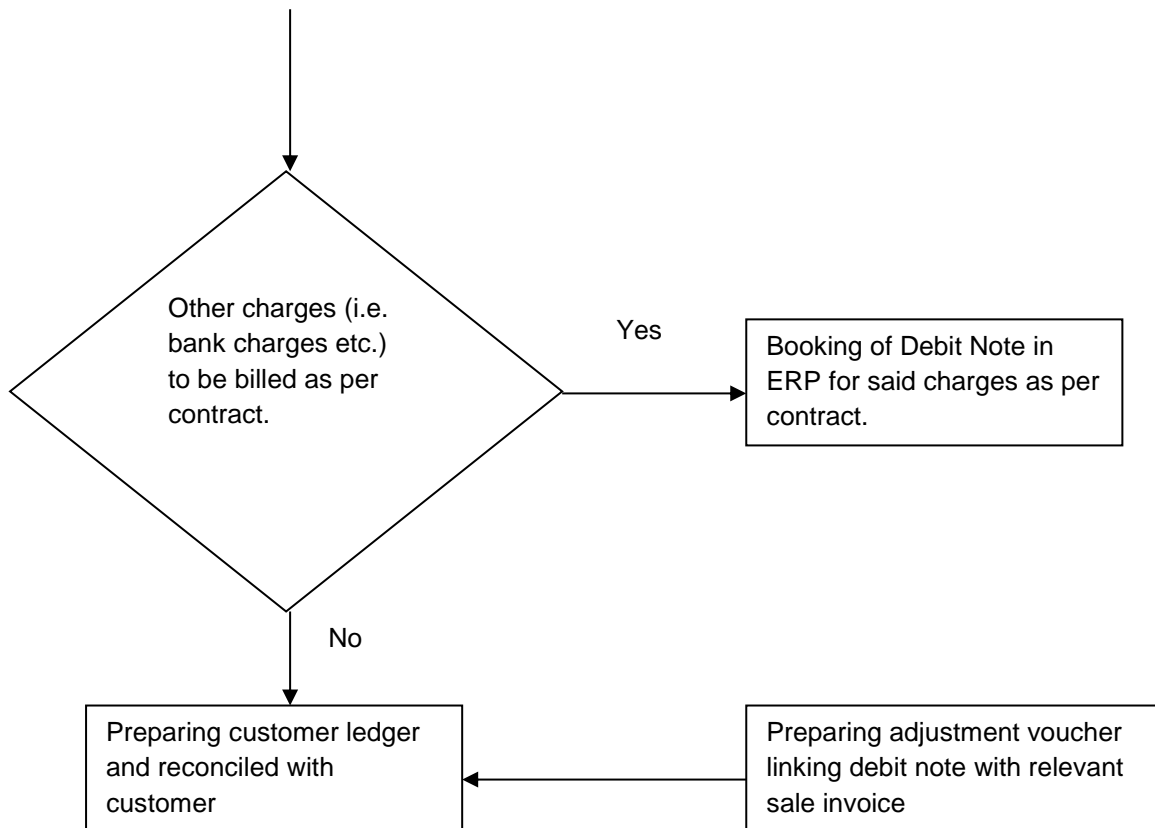 Other charges (i.e.
bank charges etc.)
to be billed as per
contract.
Yes
Booking of Debit Note in
ERP for said charges as per
contract.
No
Preparing customer ledger
and reconciled with
customer
Preparing adjustment voucher
linking debit note with relevant
sale invoice